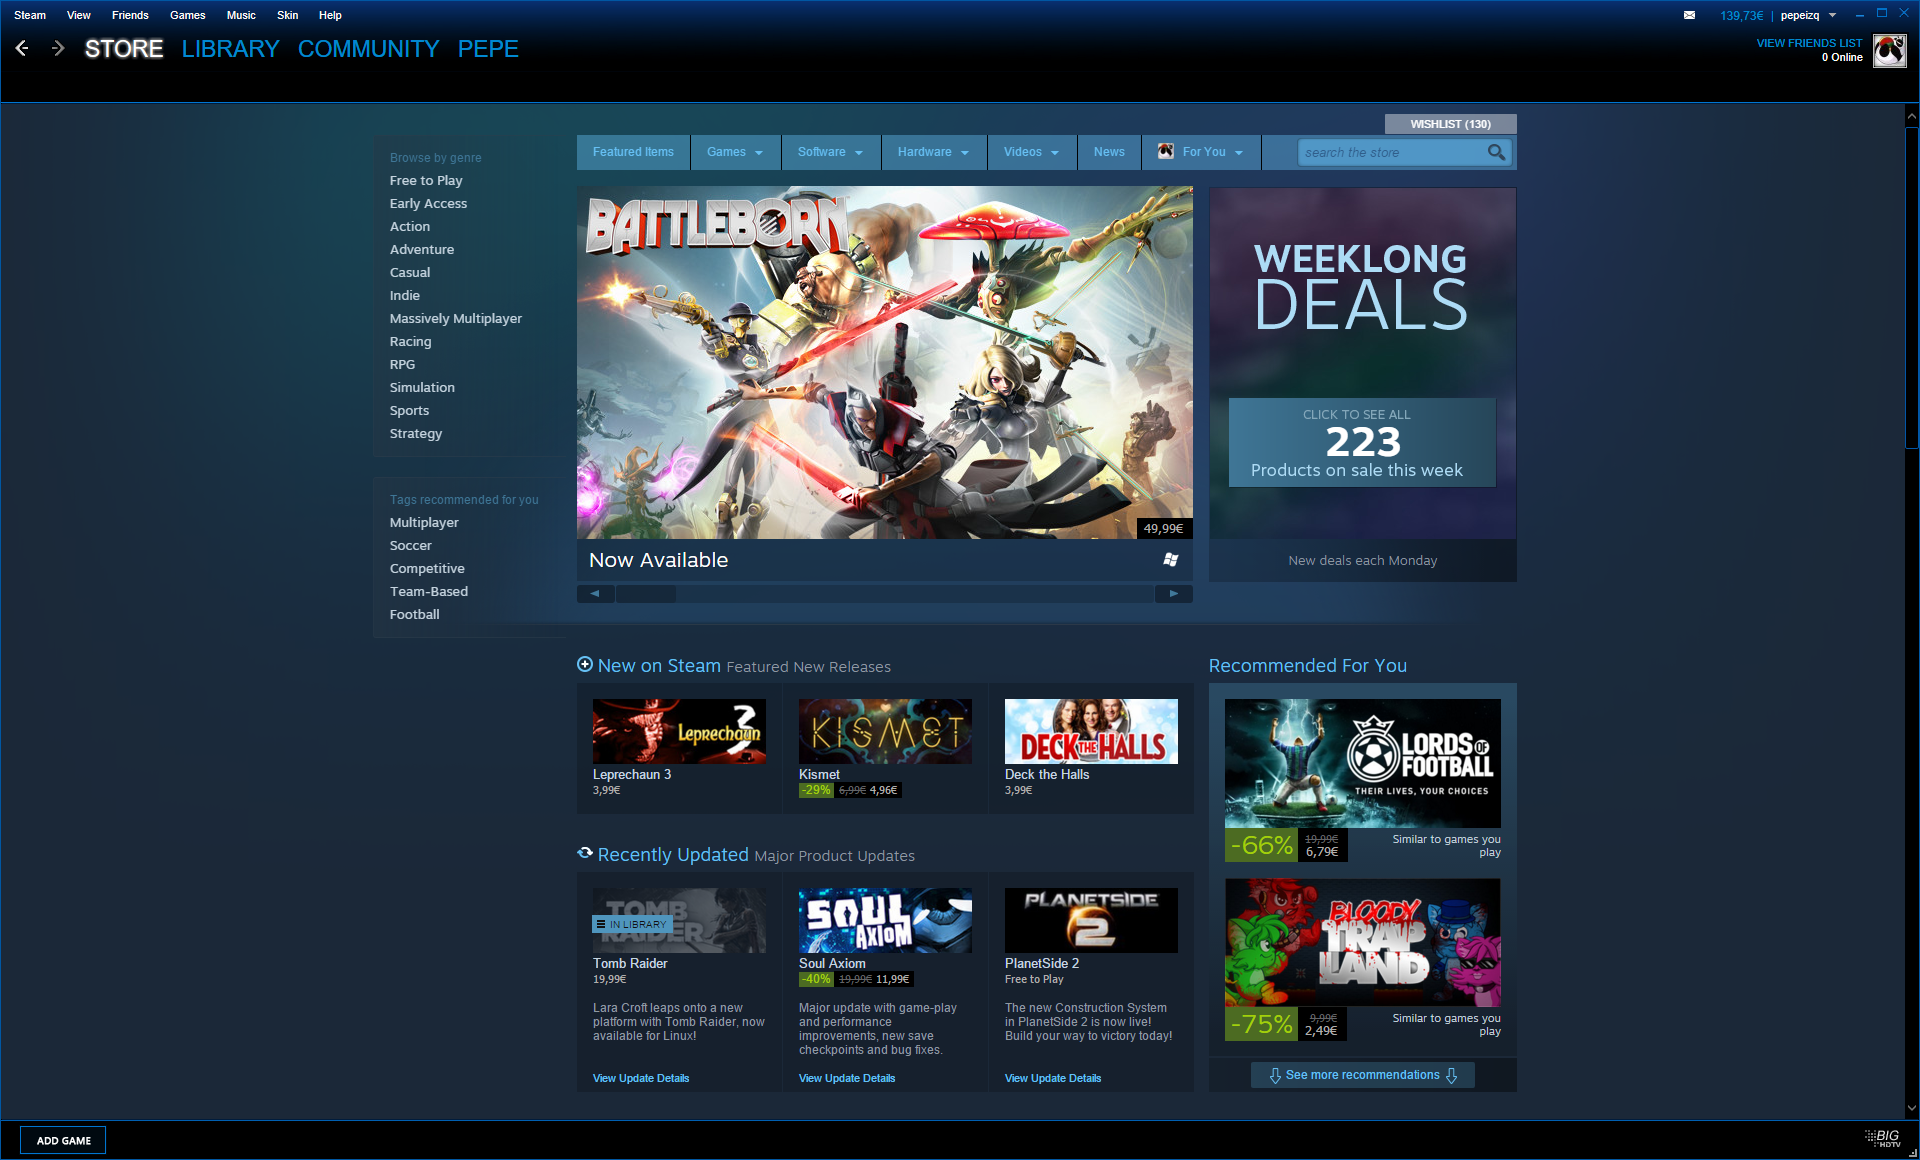 Steam View Friends Games Music Skin Help
139,73€ | pepeizq
STORE LIBRARY COMMUNITY PEPE
VIEW FRIENDS LIST
0 Online
WISHLIST (130)
Featured Items Games Software Hardware Videos News For You search the store
Browse by genre
Free to Play
Early Access
Action
Adventure
Casual
Indie
Massively Multiplayer
Racing
RPG
Simulation
Sports
Strategy
Tags recommended for you
Multiplayer
Soccer
Competitive
Team-Based
Football
BATTLEBORN
49,99€
Now Available
WEEKLONG
DEALS
CLICK TO SEE ALL
223
Products on sale this week
New deals each Monday
New on Steam Featured New Releases
Leprechaun 3
Leprechaun 3
3,99€
KISMET
Kismet
-29% 6,99€ 4,96€
DECK THE HALLS
Deck the Halls
3,99€
Recently Updated Major Product Updates
TOMB RAIDER
IN LIBRARY
Tomb Raider
19,99€
Lara Croft leaps onto a new
platform with Tomb Raider, now
available for Linux!
View Update Details
SOUL
AXIOM
Soul Axiom
-40% 19,99€ 11,99€
Major update with game-play
and performance
improvements, new save
checkpoints and bug fixes.
View Update Details
PLANETSIDE
2
PlanetSide 2
Free to Play
The new Construction System
in PlanetSide 2 is now live!
Build your way to victory today!
View Update Details
Recommended For You
LORDS OF
FOOTBALL
THEIR LIVES, YOUR CHOICES
-66% 19,99€ 6,79€
Similar to games you
play
BLOODY
TRAP
LAND
-75% 9,99€ 2,49€
Similar to games you
play
See more recommendations
ADD GAME
BIG
HDTV